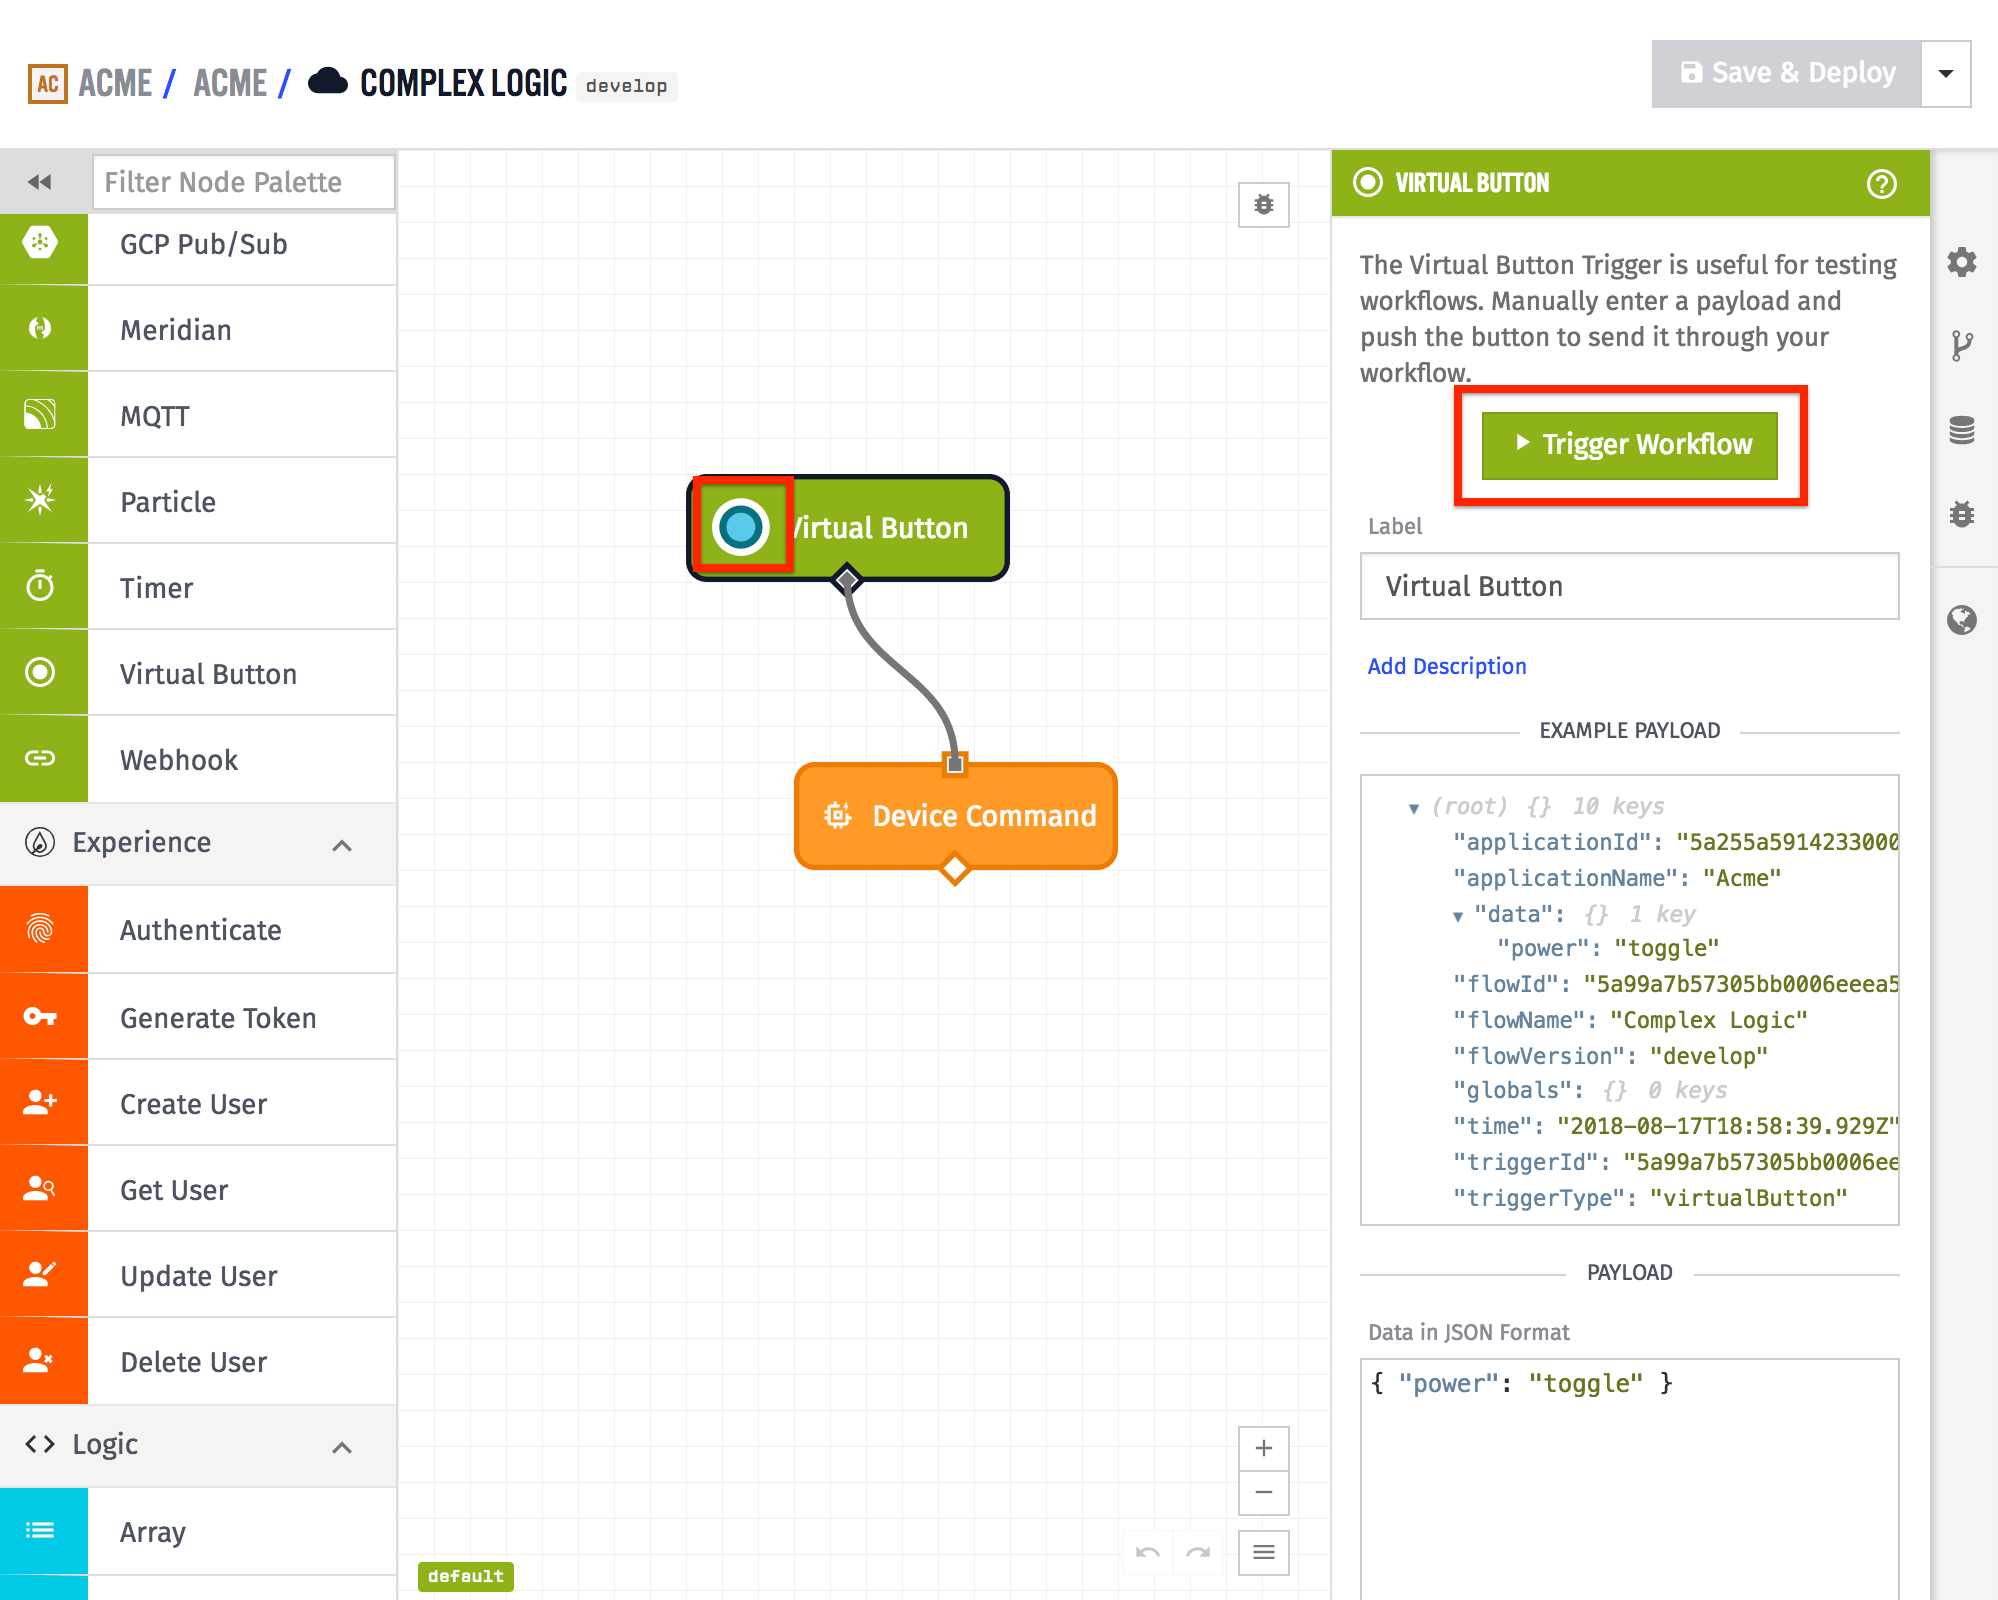 AC ACME / ACME / COMPLEX LOGIC develop
Save & Deploy
Filter Node Palette
GCP Pub/Sub
Meridian
MQTT
Particle
Timer
Virtual Button
Webhook
Experience
Authenticate
Generate Token
Create User
Get User
Update User
Delete User
Logic
Array
Virtual Button
Device Command
default
VIRTUAL BUTTON
The Virtual Button Trigger is useful for testing
workflows. Manually enter a payload and
push the button to send it through your
workflow.
Trigger Workflow
Label
Virtual Button
Add Description
EXAMPLE PAYLOAD
(root) {} 10 keys
"applicationId": "5a255a5914233000
"applicationName": "Acme"
"data": {} 1 key
"power": "toggle"
"flowId": "5a99a7b57305bb0006eeea5
"flowName": "Complex Logic"
"flowVersion": "develop"
"globals": {} 0 keys
"time": "2018-08-17T18:58:39.929Z"
"triggerId": "5a99a7b57305bb0006ee
"triggerType": "virtualButton"
PAYLOAD
Data in JSON Format
{ "power": "toggle" }